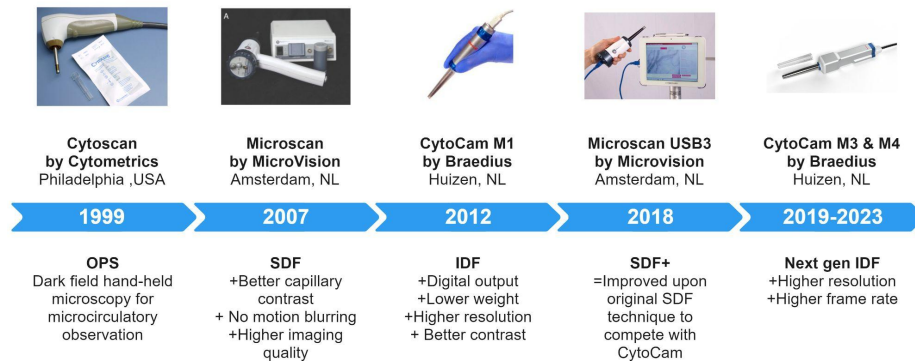 A
Cytoscan
by Cytometrics
Philadelphia ,USA
Microscan
by MicroVision
Amsterdam, NL
CytoCam M1
by Braedius
Huizen, NL
Microscan USB3
by Microvision
Amsterdam, NL
CytoCam M3 & M4
by Braedius
Huizen, NL
1999
2007
2012
2018
2019-2023
OPS
Dark field hand-held
microscopy for
microcirculatory
observation
SDF
+Better capillary
contrast
+ No motion blurring
+Higher imaging
quality
IDF
+Digital output
+Lower weight
+Higher resolution
+ Better contrast
SDF+
=Improved upon
original SDF
technique to
compete with
CytoCam
Next gen IDF
+Higher resolution
+Higher frame rate